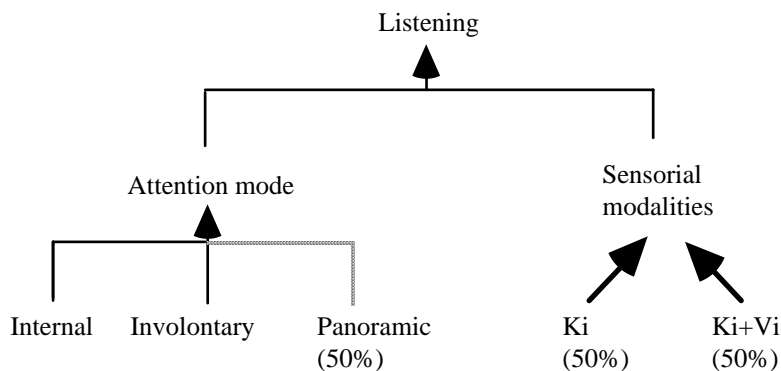 Listening
Attention mode
Sensorial
modalities
Internal
Involontary
Panoramic
(50%)
Ki
(50%)
Ki+Vi
(50%)